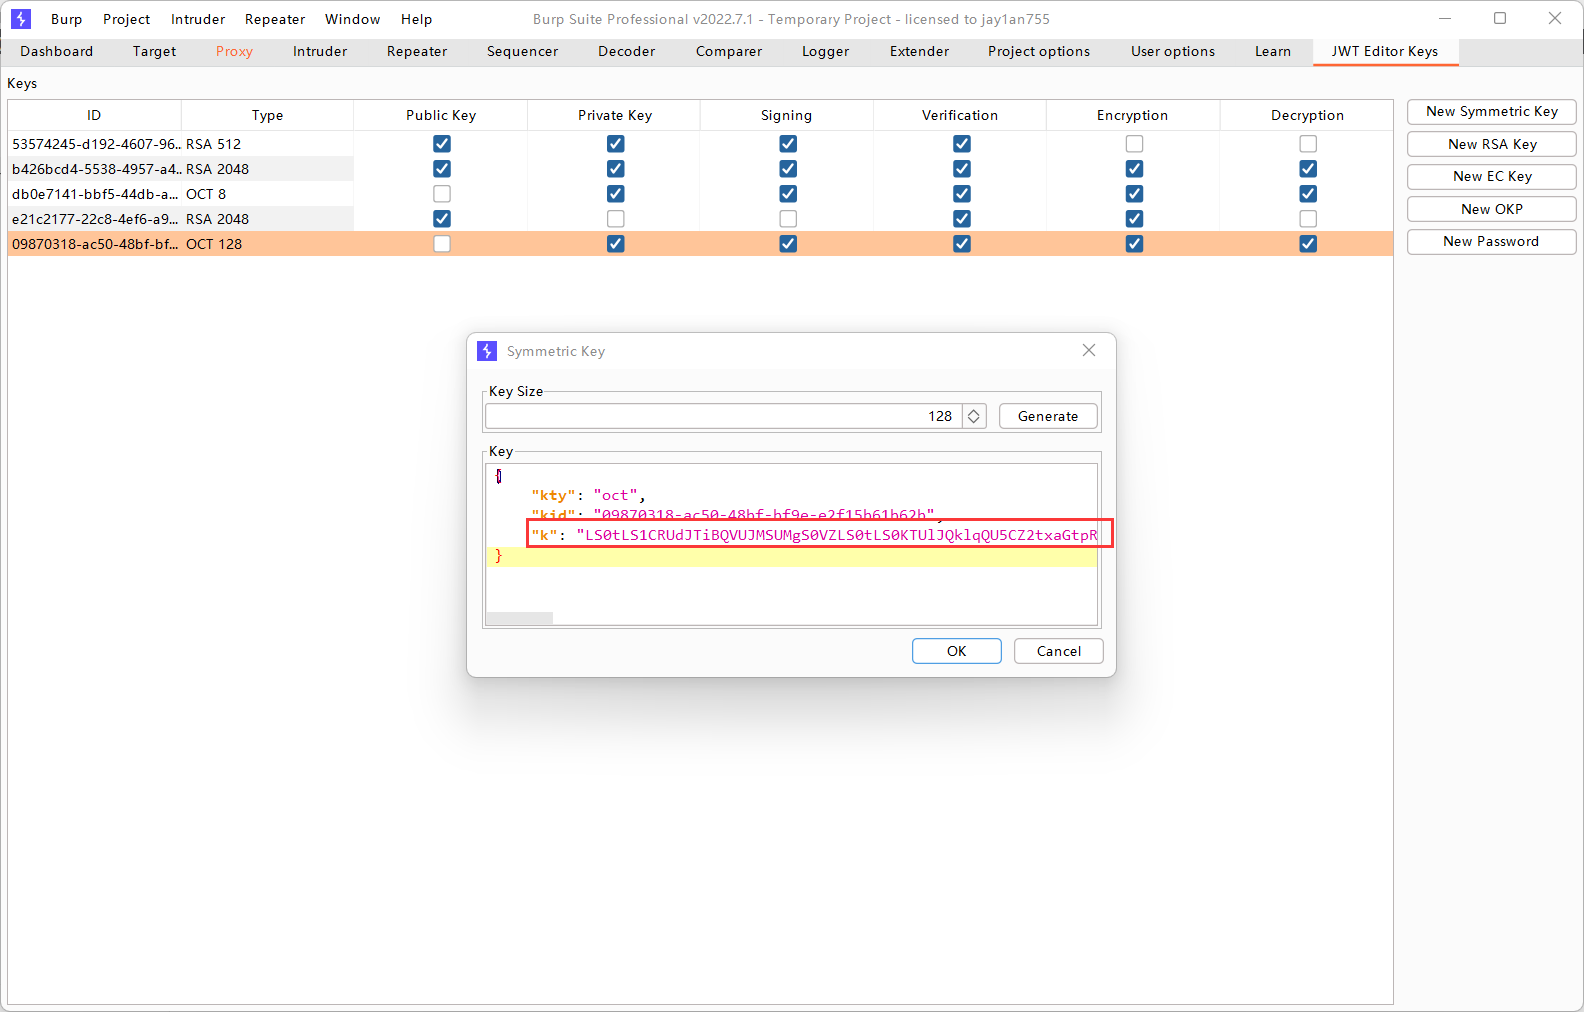 Burp Project Intruder Repeater Window Help Burp Suite Professional v2022.7.1 - Temporary Project - licensed to jay1an755
Dashboard Target Proxy Intruder Repeater Sequencer Decoder Comparer Logger Extender Project options User options Learn JWT Editor Keys
Keys
ID Type Public Key Private Key Signing Verification Encryption Decryption
53574245-d192-4607-96... RSA 512
b426bcd4-5538-4957-a4... RSA 2048
db0e7141-bbf5-44db-a... OCT 8
e21c2177-22c8-4ef6-a9... RSA 2048
09870318-ac50-48bf-bf... OCT 128
New Symmetric Key
New RSA Key
New EC Key
New OKP
New Password
Symmetric Key
Key Size
128 Generate
Key
{
"kty": "oct",
"kid": "09870318-ac50-48bf-bf9e-e2f15b61b62b",
"k": "LS0tLS1CRUdJTiBQVUJMSUMgS0VZLS0tLS0KTUlJQklqQU5CZ2txaGtpR
}
OK Cancel